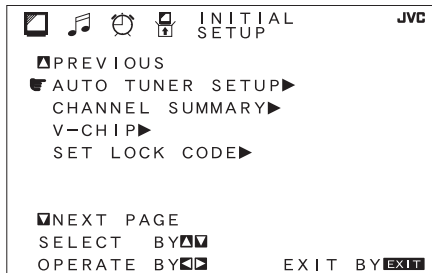 INITIAL SETUP JVC
▲PREVIOUS
AUTO TUNER SETUP▶
CHANNEL SUMMARY▶
V-CHIP▶
SET LOCK CODE▶
▼NEXT PAGE
SELECT BY▲▼
OPERATE BY◀▶ EXIT BY EXIT